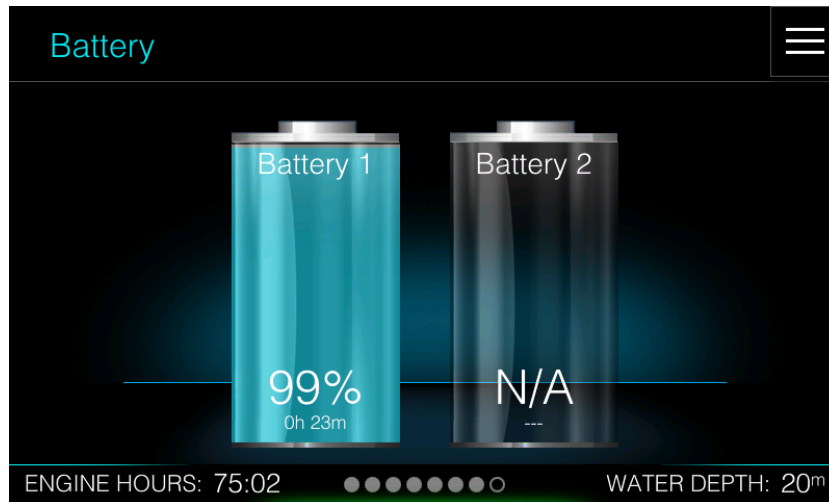 Battery
Battery 1
Battery 2
99%
N/A
0h 23m
---
ENGINE HOURS: 75:02
WATER DEPTH: 20m